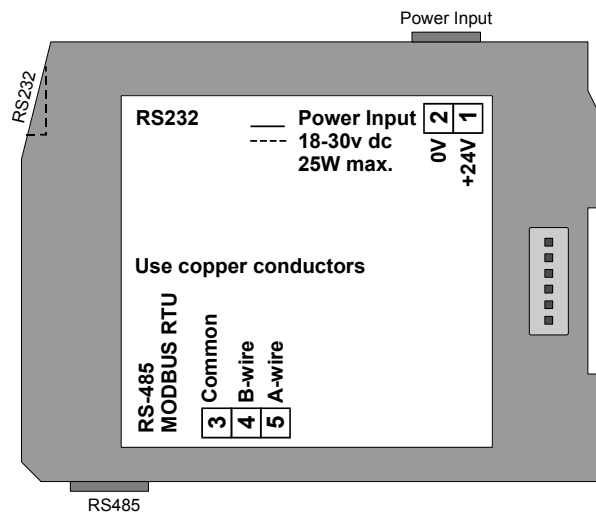 Power Input
RS232
RS232
Power Input
18-30v dc
25W max.
2 1
0V
+24V
Use copper conductors
RS-485
MODBUS RTU
Common
B-wire
A-wire
3 4 5
RS485